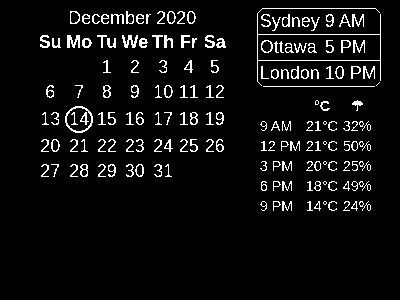 December 2020
Su Mo Tu We Th Fr Sa
1 2 3 4 5
6 7 8 9 10 11 12
13 14 15 16 17 18 19
20 21 22 23 24 25 26
27 28 29 30 31
Sydney 9 AM
Ottawa 5 PM
London 10 PM
°C ☂
9 AM 21°C 32%
12 PM 21°C 50%
3 PM 20°C 25%
6 PM 18°C 49%
9 PM 14°C 24%